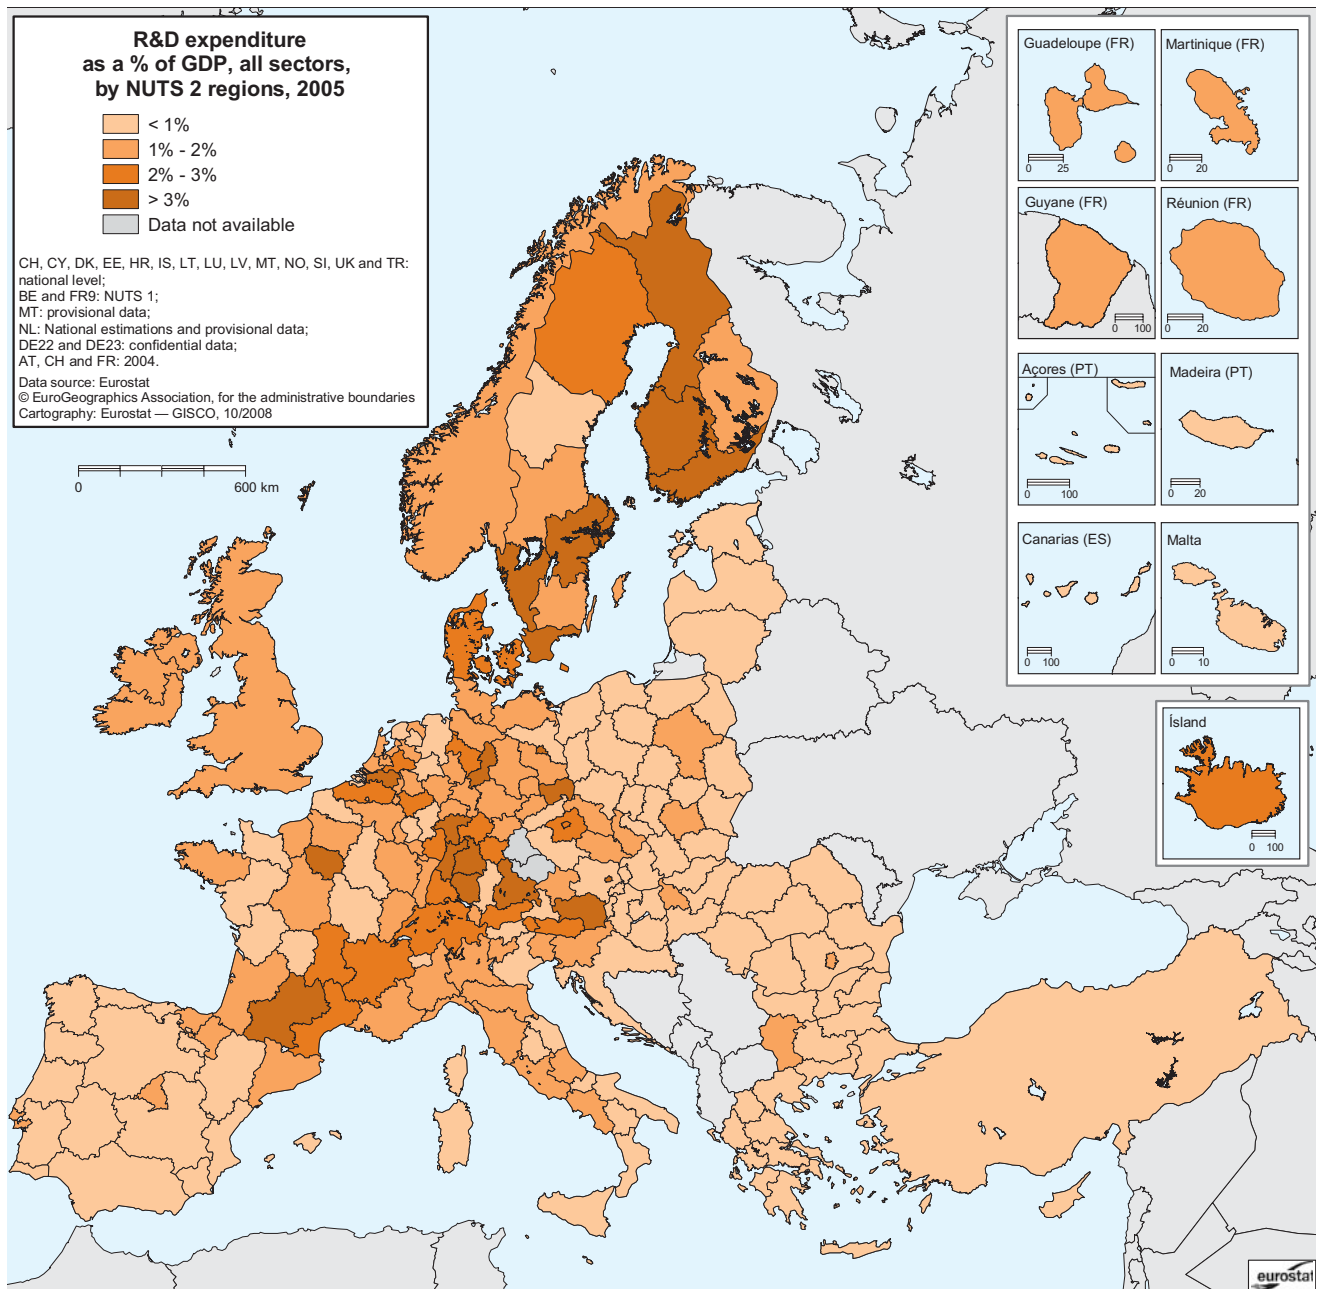 R&D expenditure
as a % of GDP, all sectors,
by NUTS 2 regions, 2005
< 1%
1% - 2%
2% - 3%
> 3%
Data not available
CH, CY, DK, EE, HR, IS, LT, LU, LV, MT, NO, SI, UK and TR:
national level;
BE and FR9: NUTS 1;
MT: provisional data;
NL: National estimations and provisional data;
DE22 and DE23: confidential data;
AT, CH and FR: 2004.
Data source: Eurostat
© EuroGeographics Association, for the administrative boundaries
Cartography: Eurostat — GISCO, 10/2008
0 600 km
Guadeloupe (FR)
0 25
Martinique (FR)
0 20
Guyane (FR)
0 100
Réunion (FR)
0 20
Açores (PT)
0 100
Madeira (PT)
0 20
Canarias (ES)
0 100
Malta
0 10
Ísland
0 100
eurostat